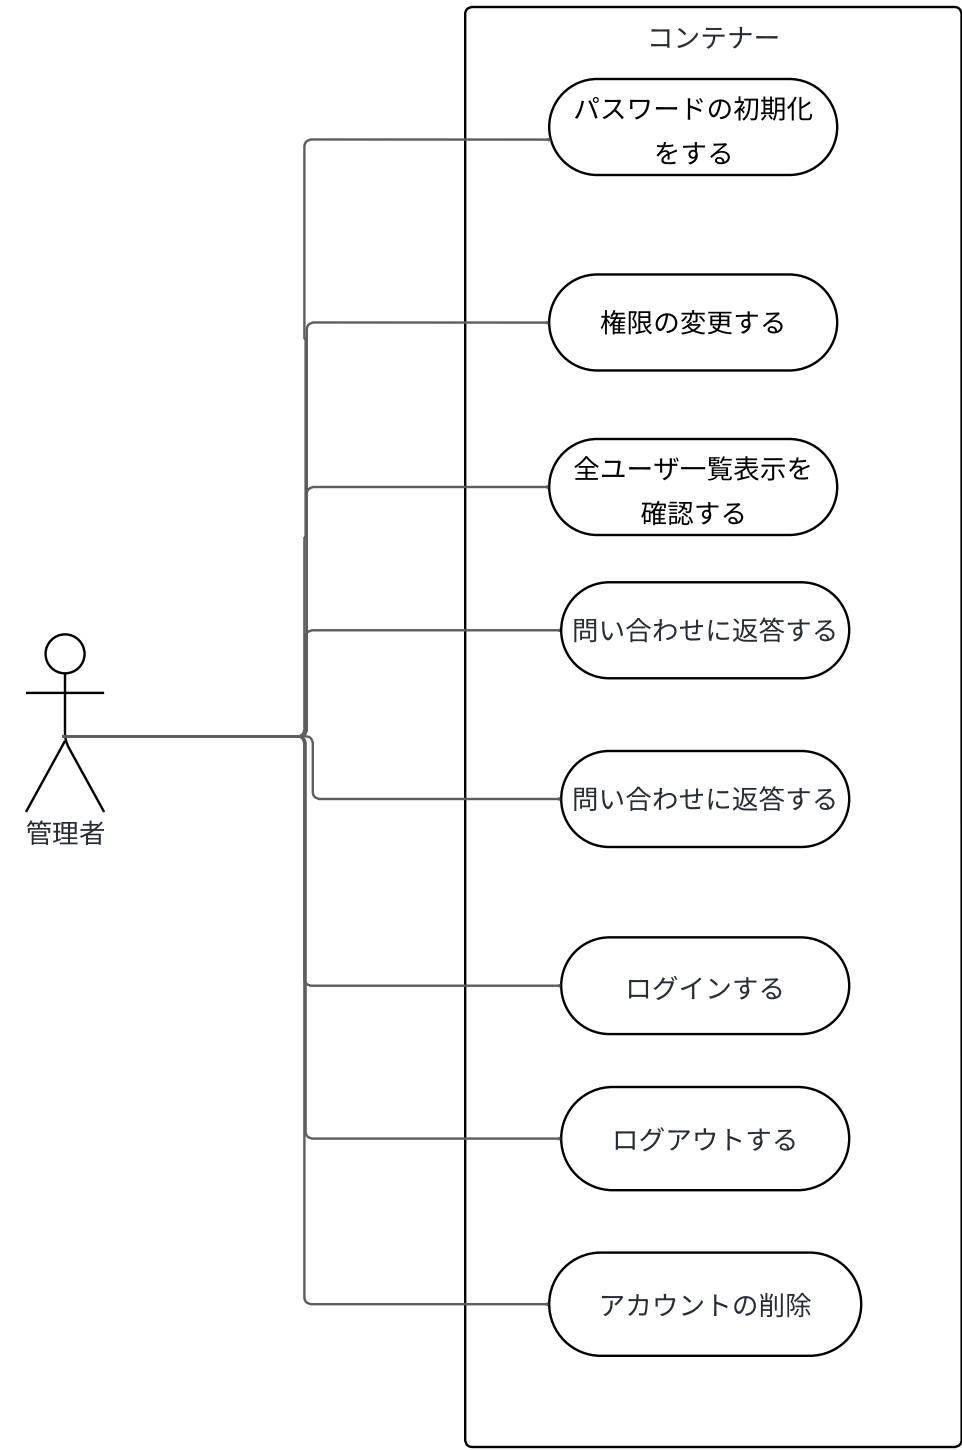 コンテナー
パスワードの初期化
をする
権限の変更する
全ユーザ一覧表示を
確認する
問い合わせに返答する
問い合わせに返答する
管理者
ログインする
ログアウトする
アカウントの削除